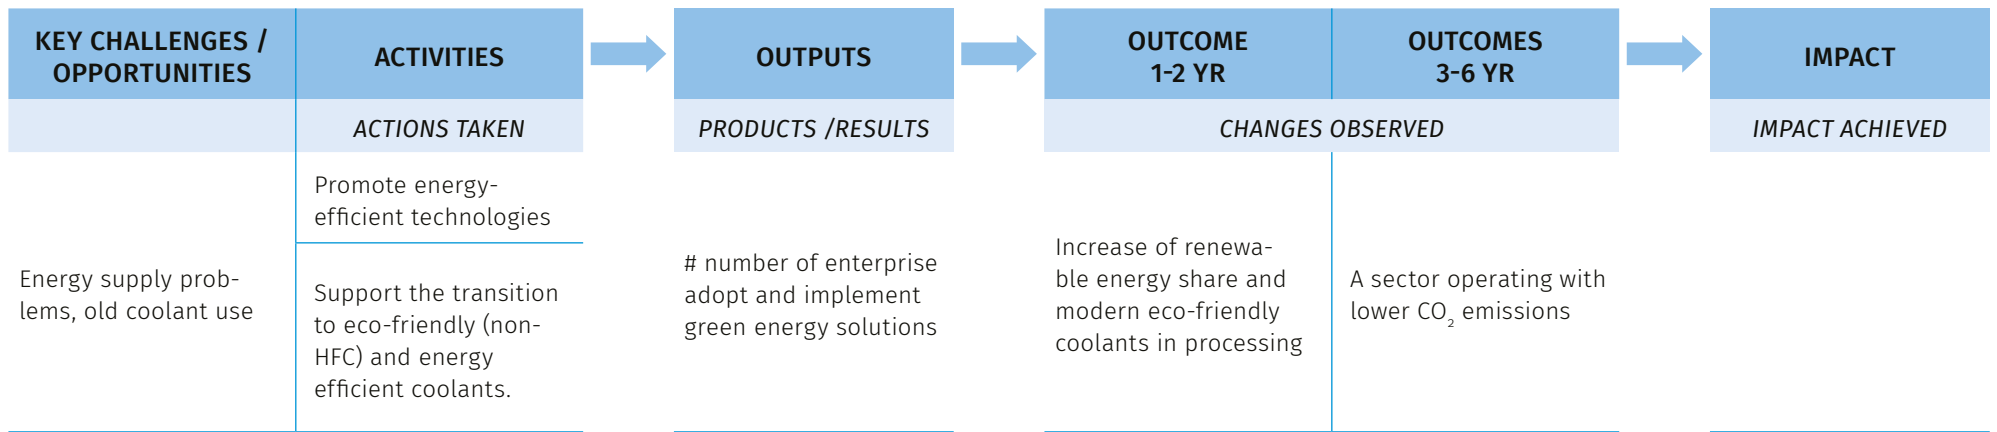 KEY CHALLENGES /
OPPORTUNITIES
ACTIVITIES
OUTPUTS
OUTCOME
1-2 YR
OUTCOMES
3-6 YR
IMPACT
ACTIONS TAKEN
PRODUCTS /RESULTS
CHANGES OBSERVED
IMPACT ACHIEVED
Energy supply prob-
lems, old coolant use
Promote energy-
efficient technologies
Support the transition
to eco-friendly (non-
HFC) and energy
efficient coolants.
# number of enterprise
adopt and implement
green energy solutions
Increase of renewa-
ble energy share and
modern eco-friendly
coolants in processing
A sector operating with
lower CO₂ emissions